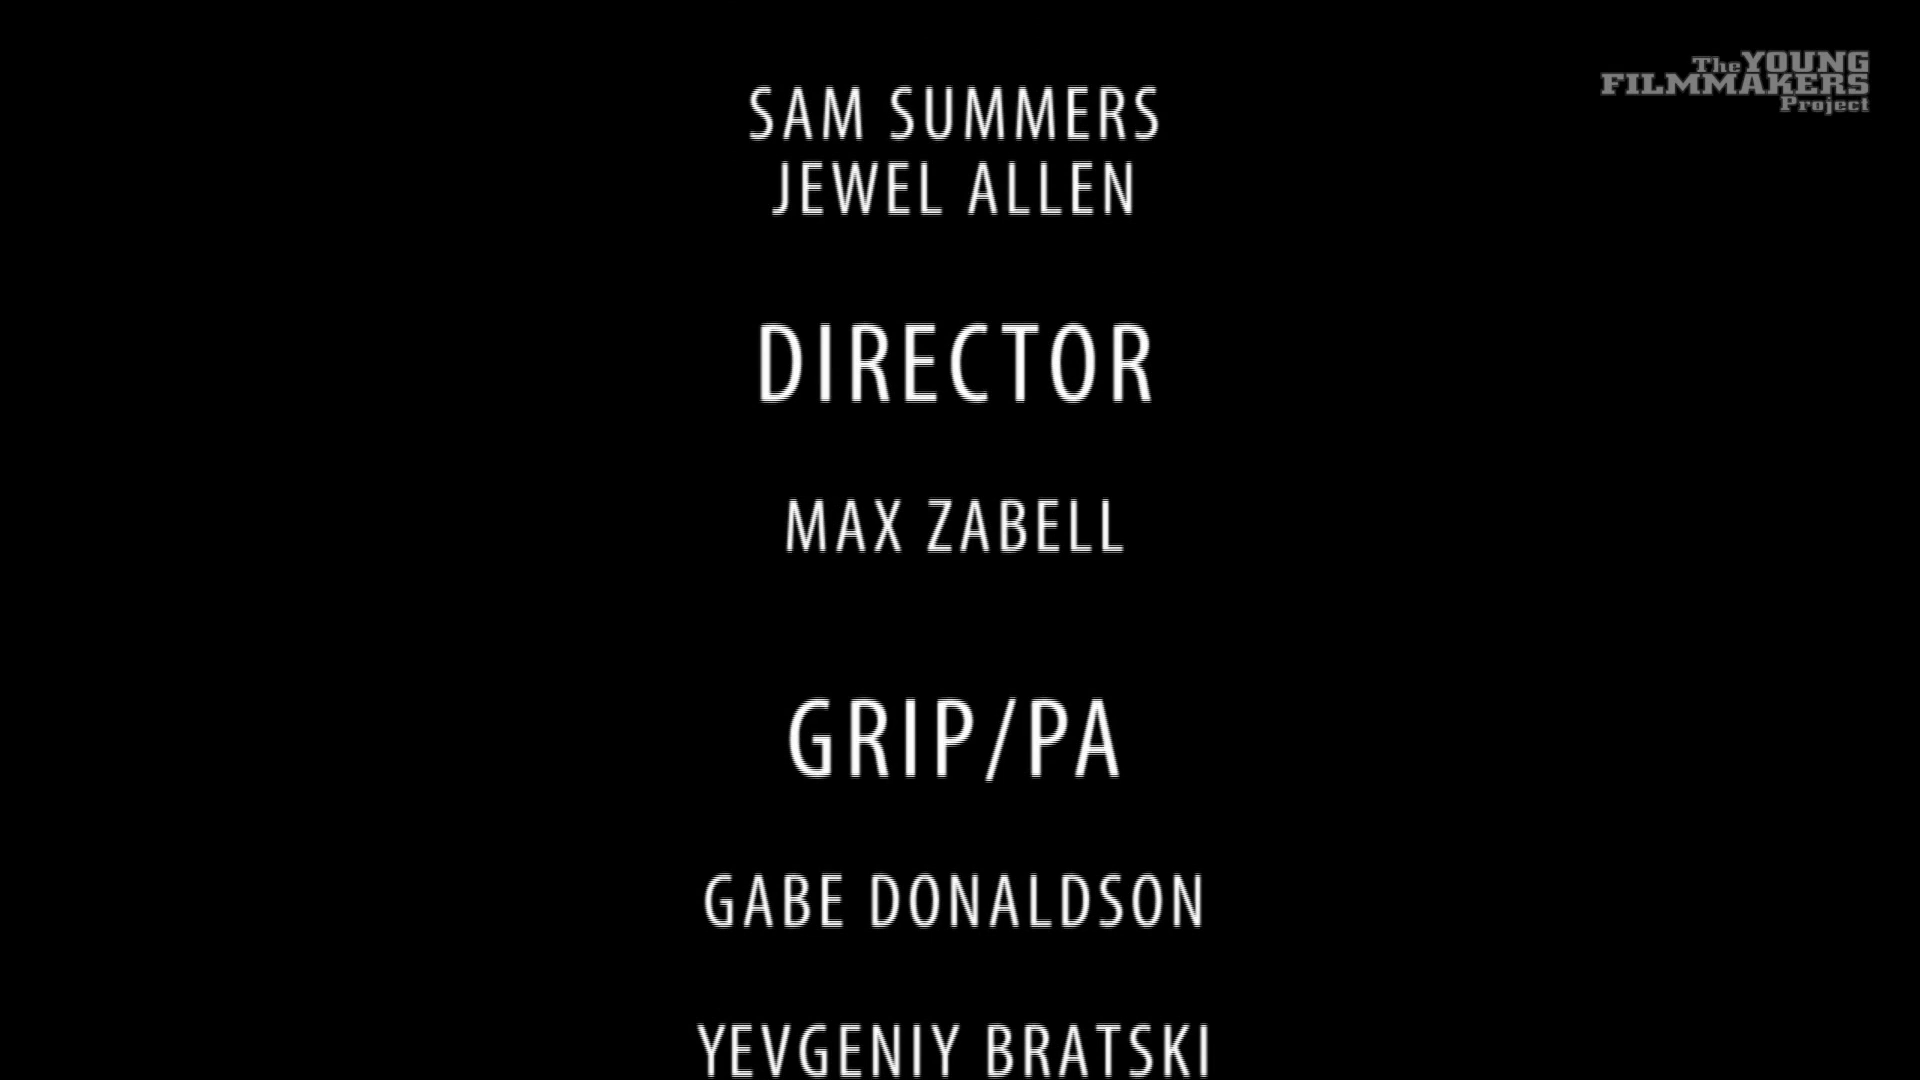 The YOUNG
FILMMAKERS
Project
SAM SUMMERS
JEWEL ALLEN
DIRECTOR
MAX ZABELL
GRIP/PA
GABE DONALDSON
YEVGENIY BRATSKI